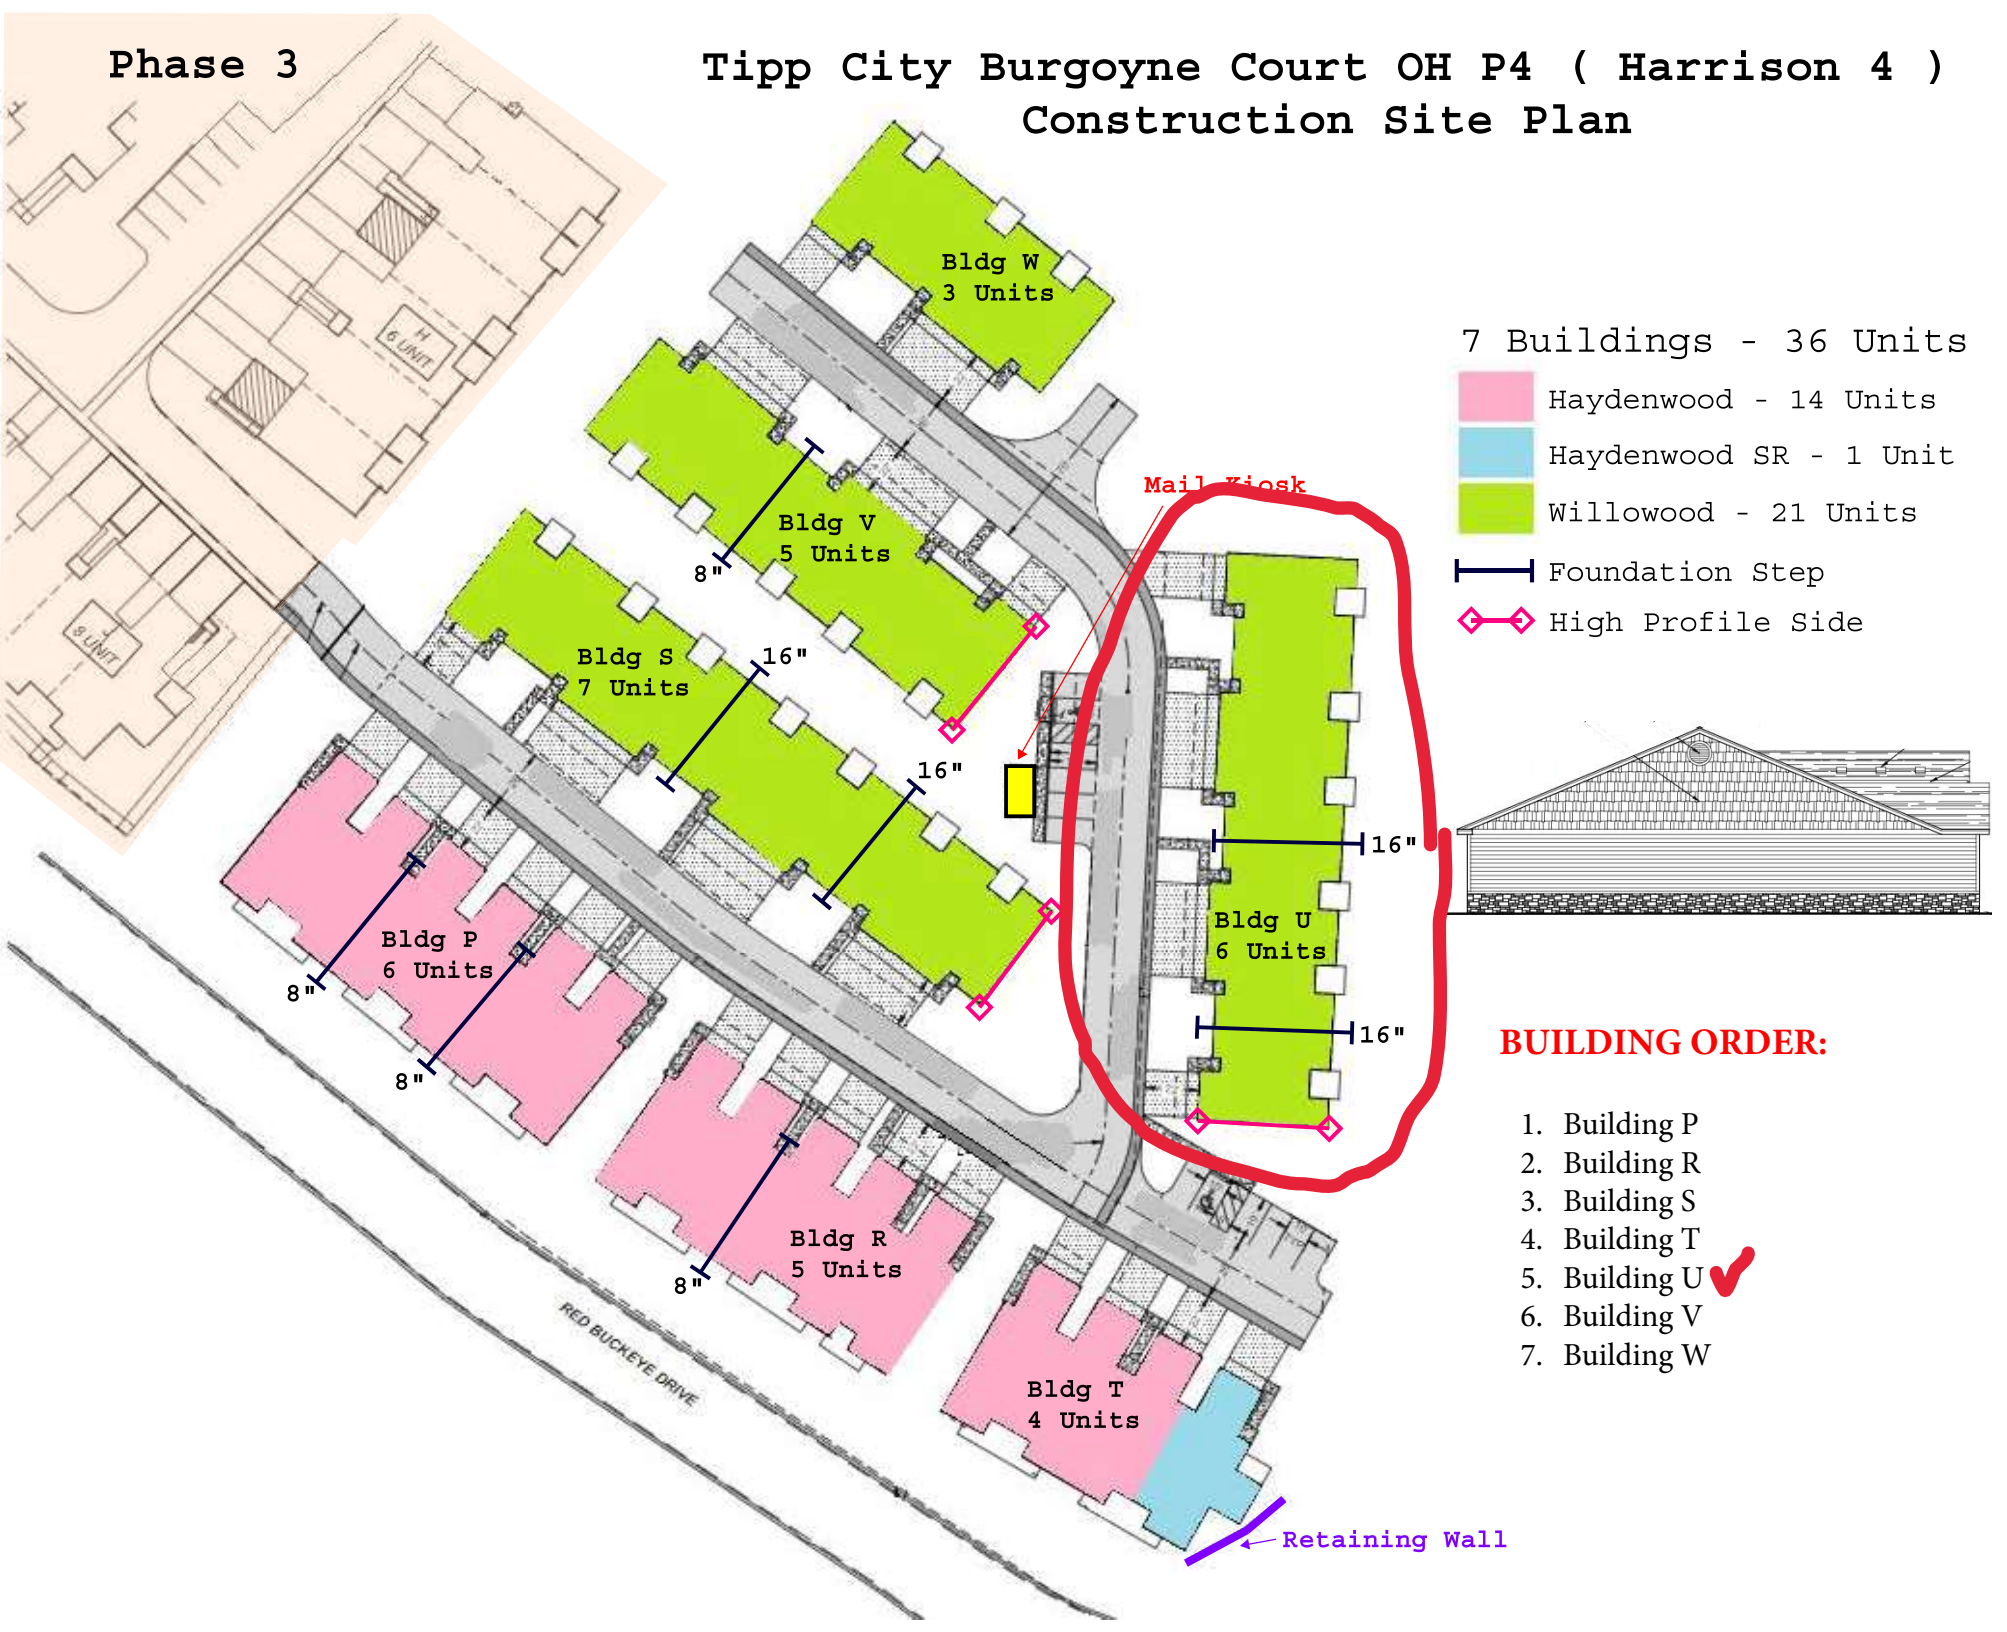 Phase 3
Tipp City Burgoyne Court OH P4 ( Harrison 4 )
Construction Site Plan
H
6 UNIT
8 UNIT
Bldg W
3 Units
Bldg V
5 Units
8"
Mail Kiosk
7 Buildings - 36 Units
Haydenwood - 14 Units
Haydenwood SR - 1 Unit
Willowood - 21 Units
Foundation Step
High Profile Side
Bldg S
7 Units
16"
16"
Bldg U
6 Units
16"
16"
Bldg P
6 Units
8"
8"
Bldg R
5 Units
8"
Bldg T
4 Units
RED BUCKEYE DRIVE
Retaining Wall
BUILDING ORDER:
1. Building P
2. Building R
3. Building S
4. Building T
5. Building U
6. Building V
7. Building W